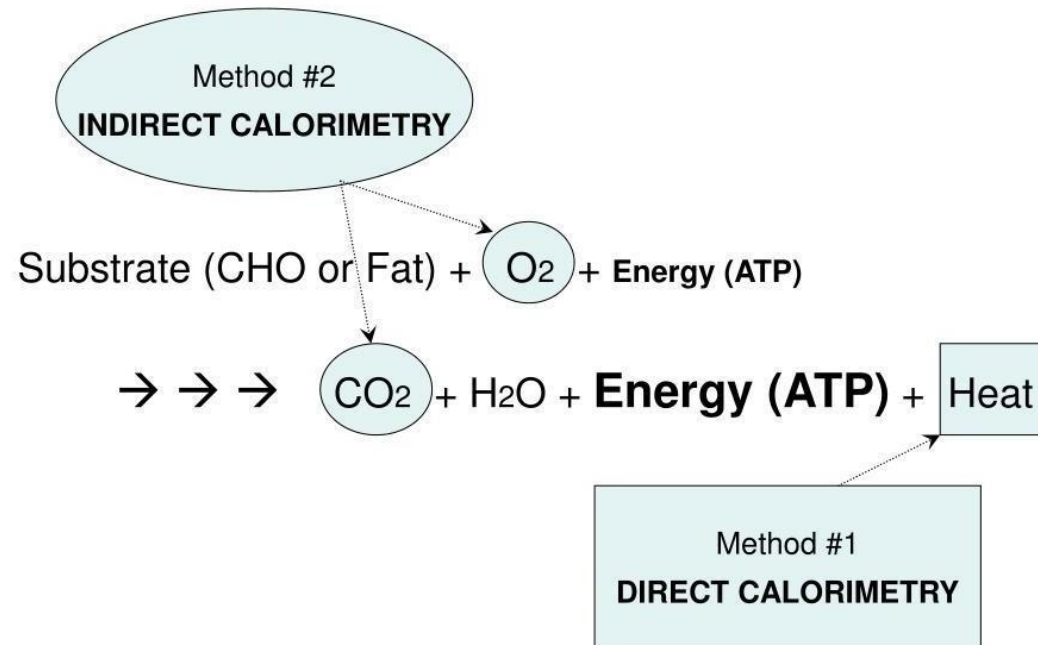 Method #2
INDIRECT CALORIMETRY
Substrate (CHO or Fat) + O2 + Energy (ATP)
→ → → CO2 + H2O + Energy (ATP) + Heat
Method #1
DIRECT CALORIMETRY